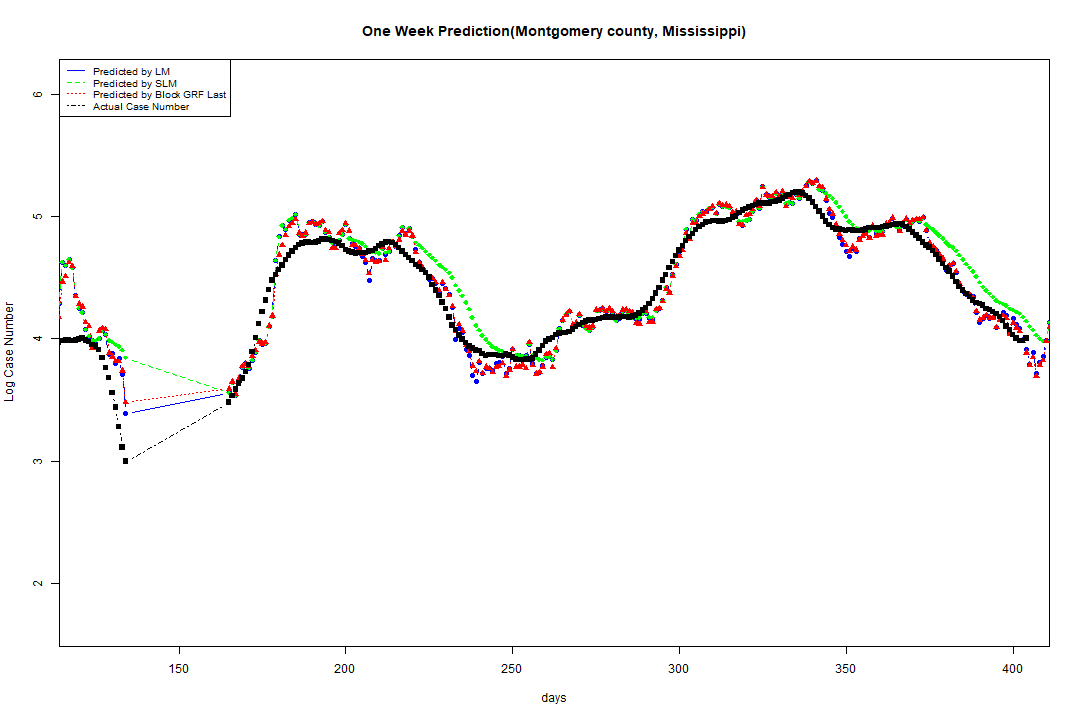 One Week Prediction(Montgomery county, Mississippi)
Predicted by LM
Predicted by SLM
Predicted by Block GRF Last
Actual Case Number
6
5
4
3
2
Log Case Number
150 200 250 300 350 400
days